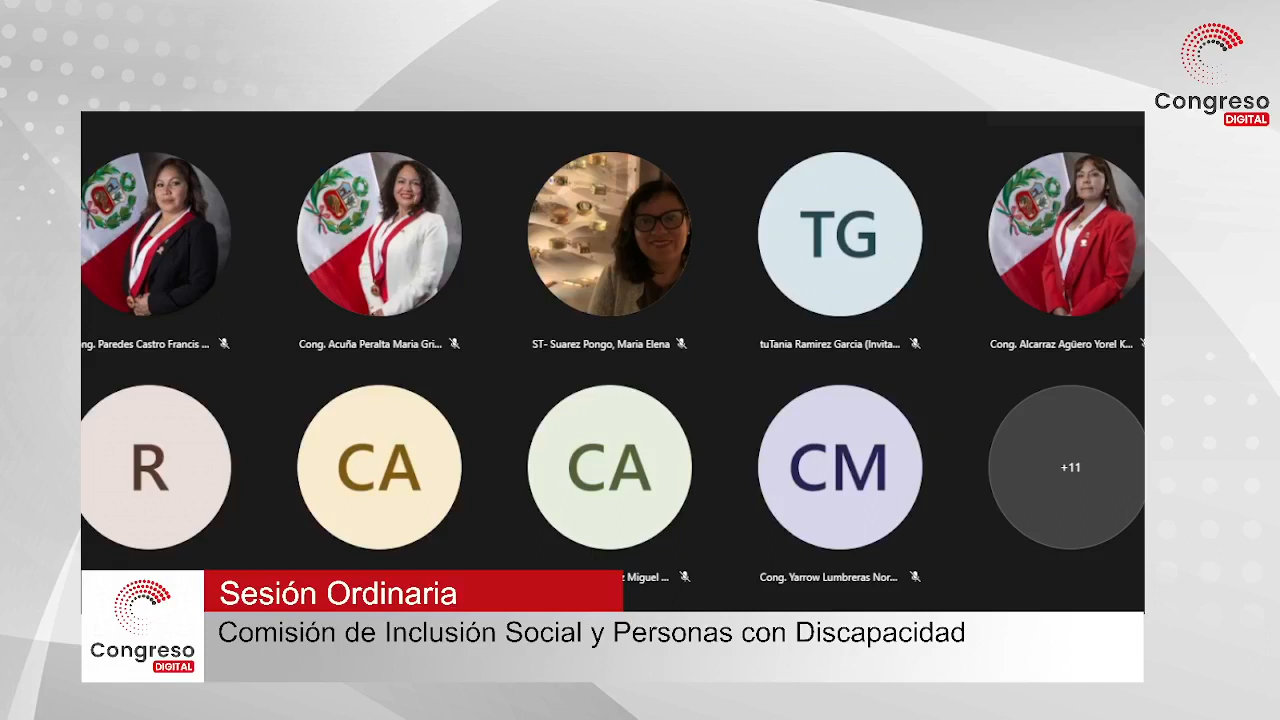 Congreso
DIGITAL
TG
ng. Paredes Castro Francis ...
Cong. Acuña Peralta Maria Gri...
ST- Suarez Pongo, Maria Elena
tuTania Ramirez Garcia (Invita...
Cong. Alcarraz Agüero Yorel K...
R
CA
CA
CM
+11
z Miguel ...
Cong. Yarrow Lumbreras Nor...
Sesión Ordinaria
Comisión de Inclusión Social y Personas con Discapacidad
Congreso
DIGITAL